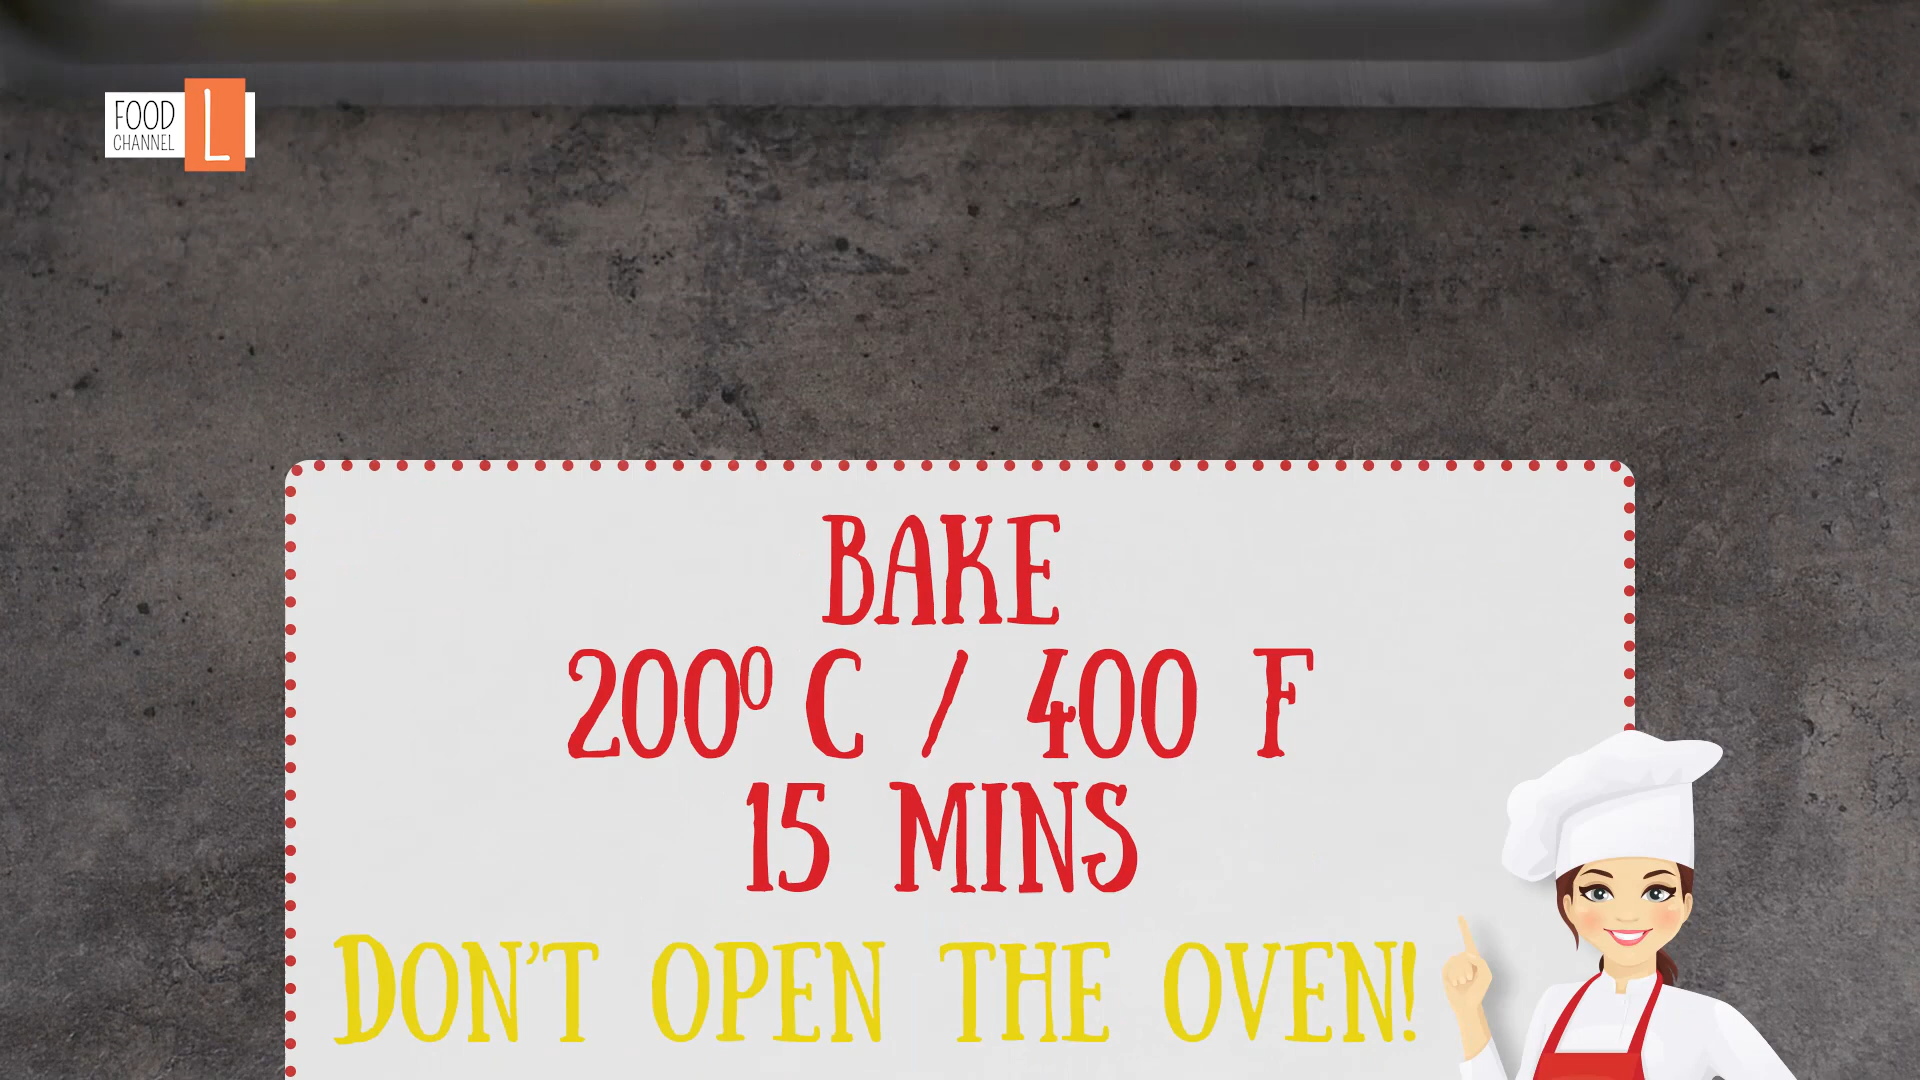 FOOD
CHANNEL
L
BAKE
200⁰ C / 400 F
15 MINS
DON'T OPEN THE OVEN!